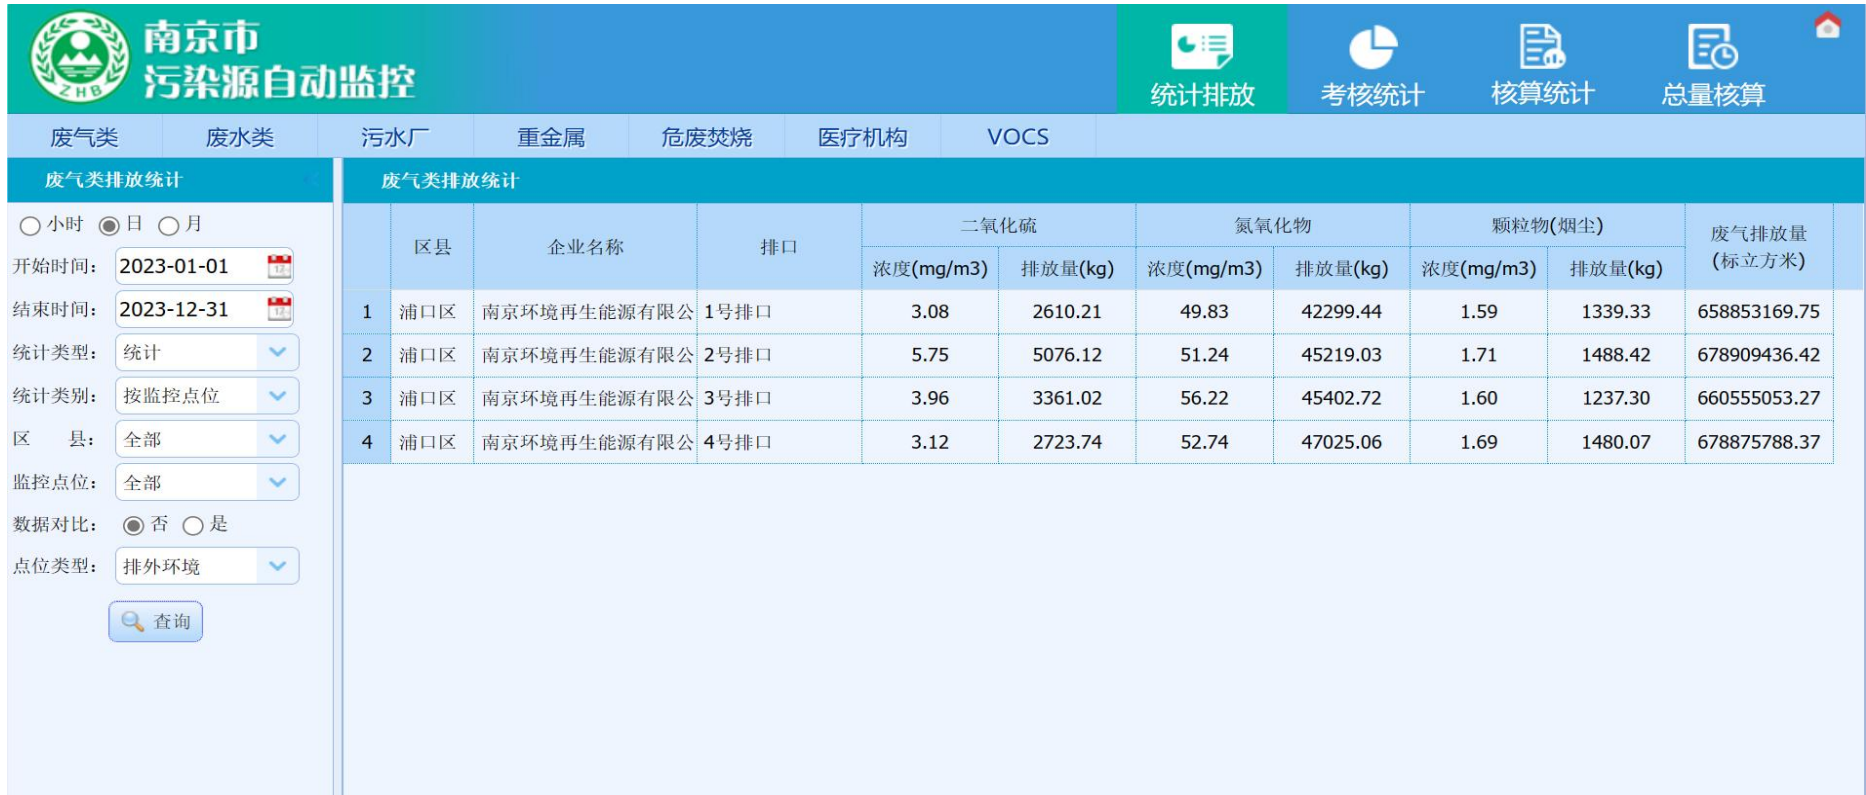 南京市
污染源自动监控
ZHB
统计排放 考核统计 核算统计 总量核算
废气类 废水类 污水厂 重金属 危废焚烧 医疗机构 VOCS
废气类排放统计
小时 日 月
开始时间： 2023-01-01
结束时间： 2023-12-31
统计类型： 统计
统计类别： 按监控点位
区 县： 全部
监控点位： 全部
数据对比： 否 是
点位类型： 排外环境
查询
废气类排放统计
区县 企业名称 排口 二氧化硫 氮氧化物 颗粒物(烟尘) 废气排放量
(标立方米)
浓度(mg/m3) 排放量(kg) 浓度(mg/m3) 排放量(kg) 浓度(mg/m3) 排放量(kg)
1 浦口区 南京环境再生能源有限公 1号排口 3.08 2610.21 49.83 42299.44 1.59 1339.33 658853169.75
2 浦口区 南京环境再生能源有限公 2号排口 5.75 5076.12 51.24 45219.03 1.71 1488.42 678909436.42
3 浦口区 南京环境再生能源有限公 3号排口 3.96 3361.02 56.22 45402.72 1.60 1237.30 660555053.27
4 浦口区 南京环境再生能源有限公 4号排口 3.12 2723.74 52.74 47025.06 1.69 1480.07 678875788.37